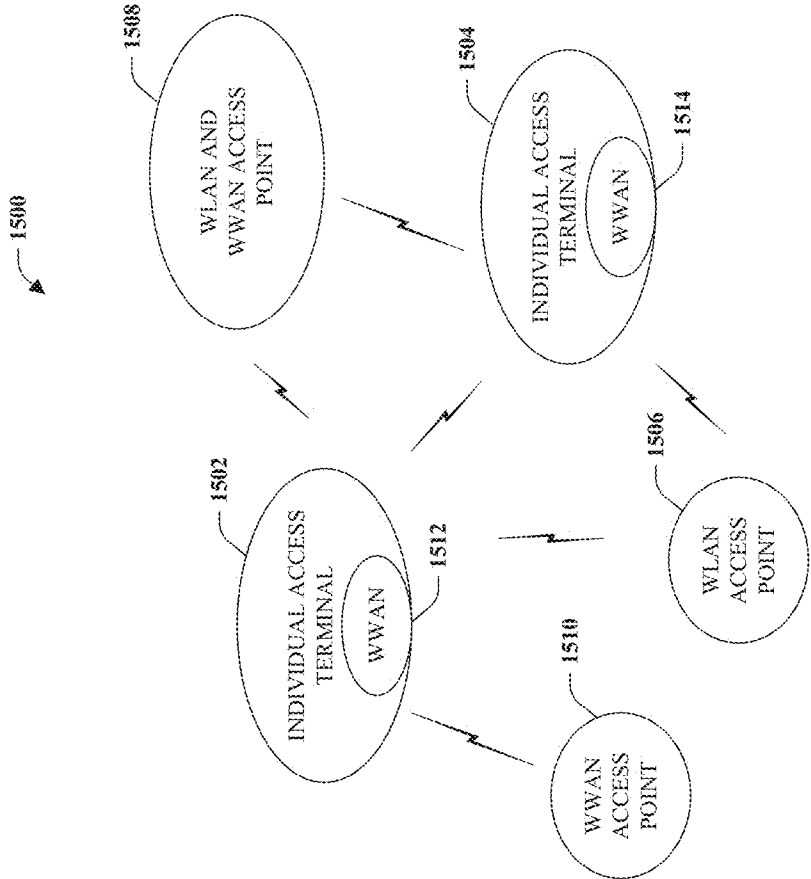 1500
1508
WLAN AND
WWAN ACCESS
POINT
1502
INDIVIDUAL ACCESS
TERMINAL
WWAN
1512
1504
INDIVIDUAL ACCESS
TERMINAL
WWAN
1514
1510
WWAN
ACCESS
POINT
1506
WLAN
ACCESS
POINT